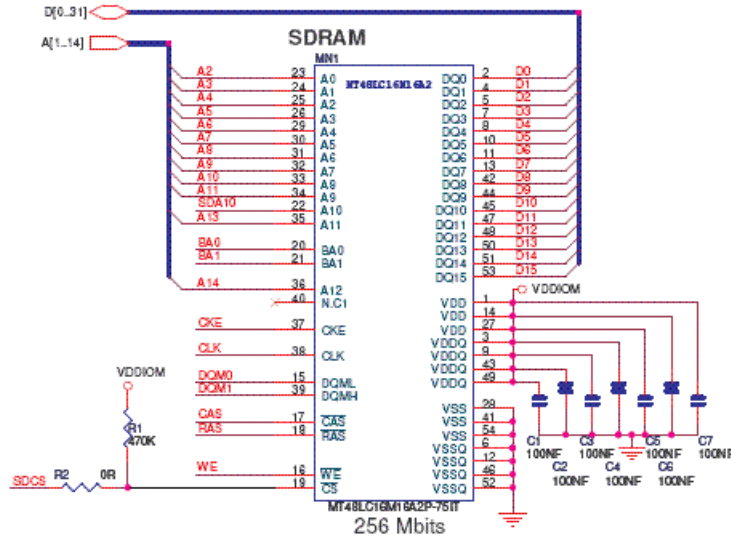 D[0..31]
A[1..14]
SDRAM
MN1
MT48LC16M16A2
A2 23 A0 DQ0 2 D0
A3 24 A1 DQ1 4 D1
A4 25 A2 DQ2 5 D2
A5 26 A3 DQ3 7 D3
A6 29 A4 DQ4 8 D4
A7 30 A5 DQ5 10 D5
A8 31 A6 DQ6 11 D6
A9 32 A7 DQ7 13 D7
A10 33 A8 DQ8 42 D8
A11 34 A9 DQ9 44 D9
SDA10 22 A10 DQ10 45 D10
A13 35 A11 DQ11 47 D11
DQ12 48 D12
BA0 20 BA0 DQ13 50 D13
BA1 21 BA1 DQ14 51 D14
DQ15 53 D15
A14 36 A12
40 N.C1
VDDIOM
VDD 1
VDD 14
CKE 37 CKE VDD 27
VDDQ 3
CLK 38 CLK VDDQ 9
VDDQ 43
DQM0 15 DQML VDDQ 49
DQM1 39 DQMH
VDDIOM
VSS 28
CAS 17 CAS VSS 41
RAS 18 RAS VSS 54
VSSQ 6
VSSQ 12
WE 16 WE VSSQ 46
19 CS VSSQ 52
R1
470K
SDCS R2 0R
C1 C3 C5 C7
100NF 100NF 100NF 100NF
C2 C4 C6
100NF 100NF 100NF
MT48LC16M16A2P-75IT
256 Mbits